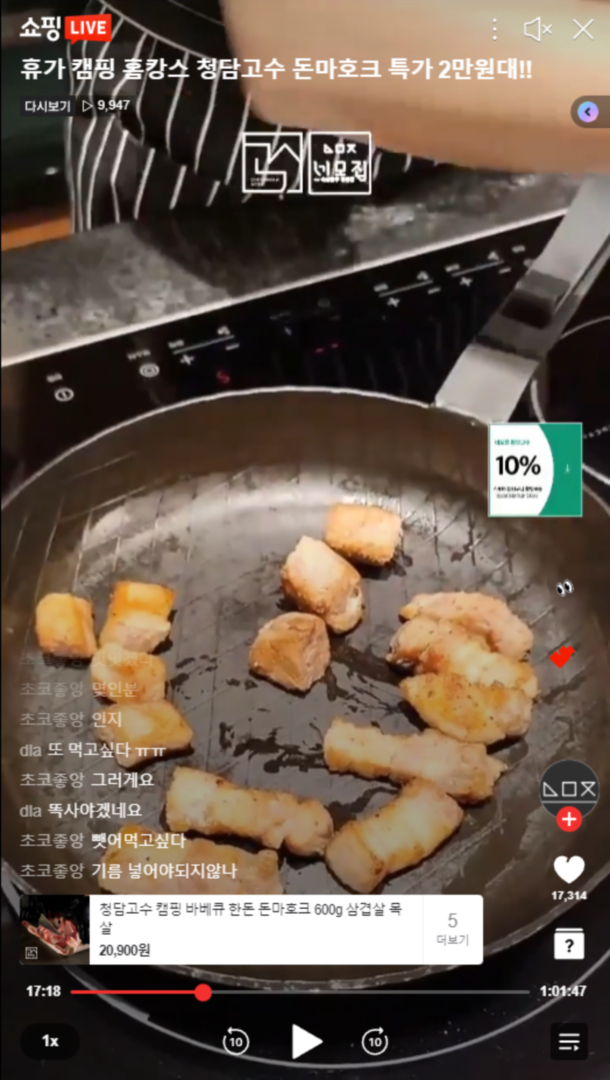 쇼핑 LIVE
휴가 캠핑 홈캉스 청담고수 돈마호크 특가 2만원대!!
다시보기 ▷ 9,947
네모집
10%
초코좋앙 몇인분
초코좋앙 인지
dla 또 먹고싶다 ㅠㅠ
초코좋앙 그러게요
dla 똑사야겠네요
초코좋앙 뺏어먹고싶다
초코좋앙 기름 넣어야되지않나
17,314
청담고수 캠핑 바베큐 한돈 돈마호크 600g 삼겹살 목
살
20,900원
5
더보기
?
17:18
1:01:47
1x
10
10